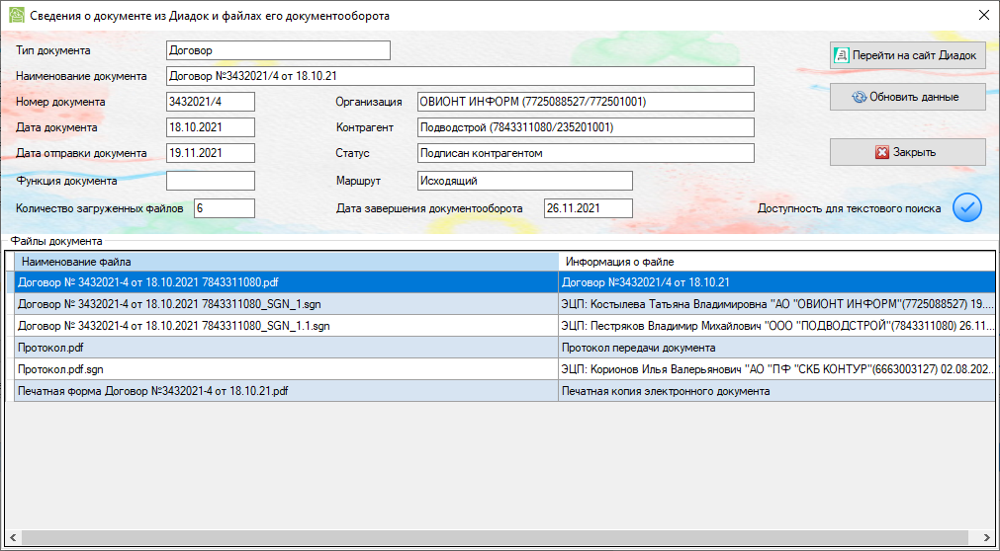 Сведения о документе из Диадок и файлах его документооборота
Тип документа Договор
Перейти на сайт Диадок
Наименование документа Договор №3432021/4 от 18.10.21
Номер документа 3432021/4 Организация ОВИОНТ ИНФОРМ (7725088527/772501001)
Обновить данные
Дата документа 18.10.2021 Контрагент Подводстрой (7843311080/235201001)
Дата отправки документа 19.11.2021 Статус Подписан контрагентом
Закрыть
Функция документа Маршрут Исходящий
Количество загруженных файлов 6 Дата завершения документооборота 26.11.2021 Доступность для текстового поиска
Файлы документа
Наименование файла Информация о файле
Договор № 3432021-4 от 18.10.2021 7843311080.pdf Договор №3432021/4 от 18.10.21
Договор № 3432021-4 от 18.10.2021 7843311080_SGN_1.sgn ЭЦП: Костылева Татьяна Владимировна "АО "ОВИОНТ ИНФОРМ"(7725088527) 19....
Договор № 3432021-4 от 18.10.2021 7843311080_SGN_1.1.sgn ЭЦП: Пестряков Владимир Михайлович "ООО "ПОДВОДСТРОЙ"(7843311080) 26.11...
Протокол.pdf Протокол передачи документа
Протокол.pdf.sgn ЭЦП: Корионов Илья Валерьянович "АО "ПФ "СКБ КОНТУР"(6663003127) 02.08.202...
Печатная форма Договор №3432021-4 от 18.10.21.pdf Печатная копия электронного документа